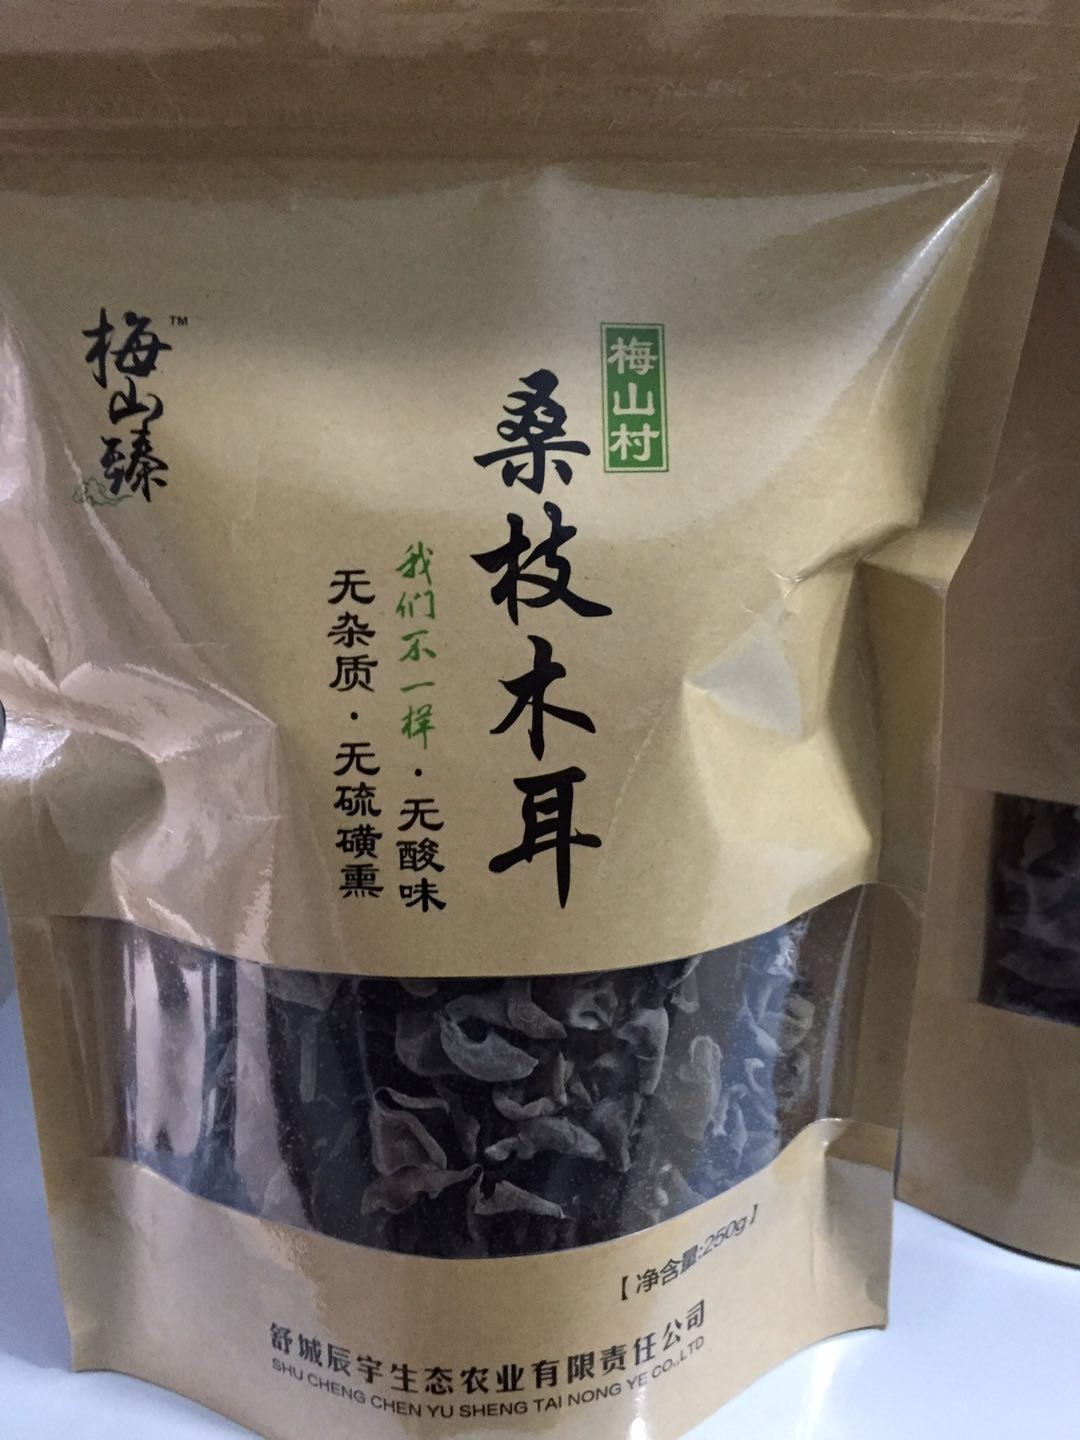 梅山臻™
梅山村
桑枝木耳
我们不一样·无酸味
无杂质·无硫磺熏
【净含量:250g】
舒城辰宇生态农业有限责任公司
SHU CHENG CHEN YU SHENG TAI NONG YE CO.,LTD